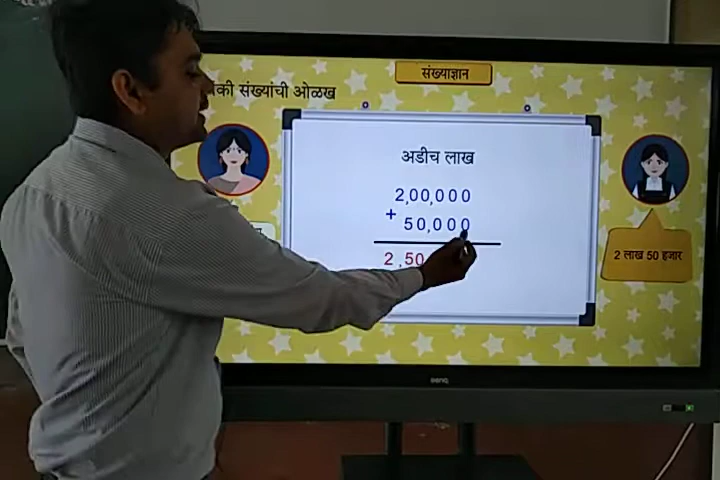 संख्याज्ञान
संख्यांची ओळख
अडीच लाख
2,00,000
+ 50,000
2,50
2 लाख 50 हजार
BENQ